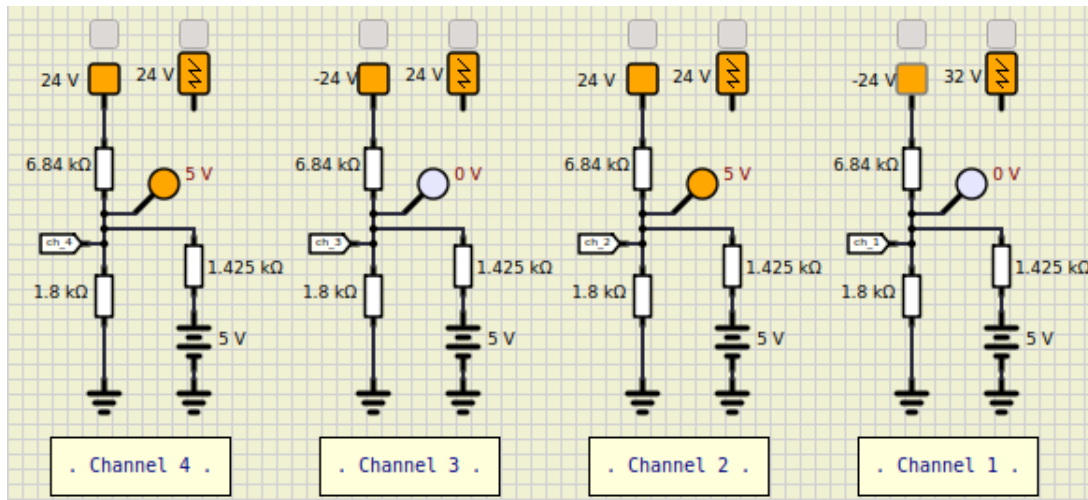 24 V 24 V -24 V 24 V 24 V 24 V -24 V 32 V
6.84 kΩ 6.84 kΩ 6.84 kΩ 6.84 kΩ
5 V 0 V 5 V 0 V
ch_4 ch_3 ch_2 ch_1
1.425 kΩ 1.425 kΩ 1.425 kΩ 1.425 kΩ
1.8 kΩ 1.8 kΩ 1.8 kΩ 1.8 kΩ
5 V 5 V 5 V 5 V
. Channel 4 . . Channel 3 . . Channel 2 . . Channel 1 .